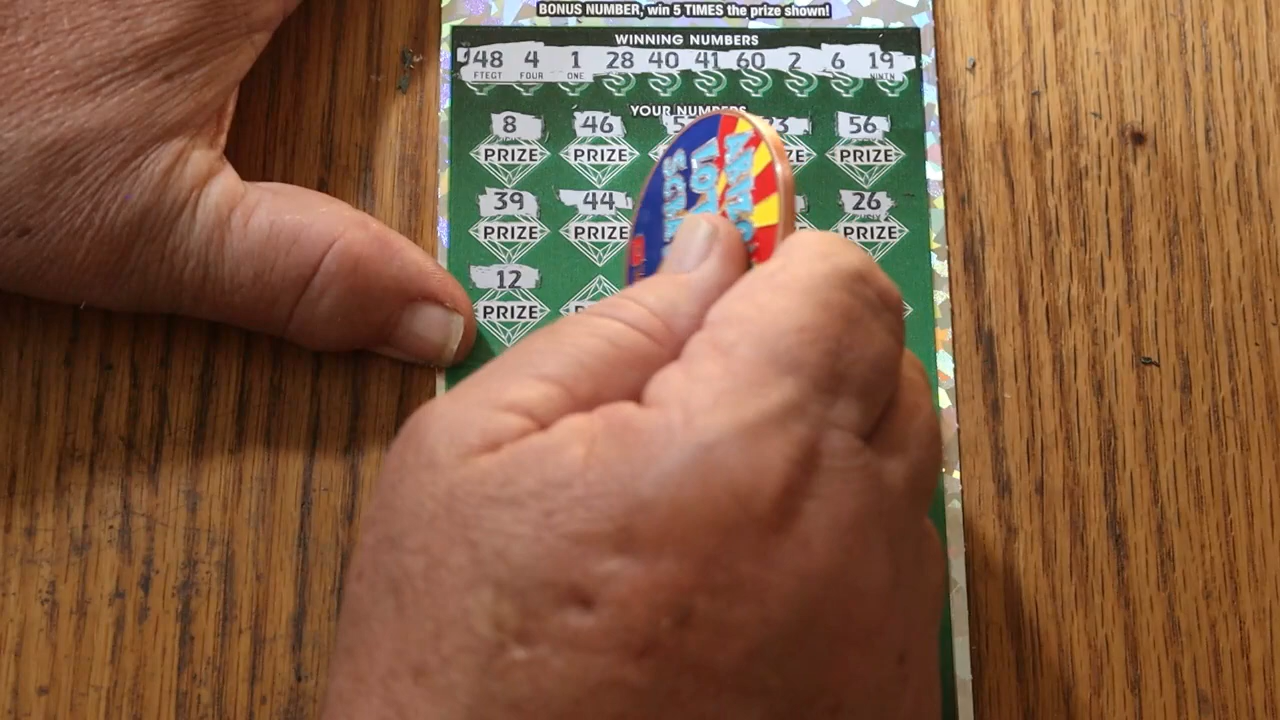 BONUS NUMBER, win 5 TIMES the prize shown!
WINNING NUMBERS
48 4 1 28 40 41 60 2 6 19
FTEGT FOUR ONE NINTN
YOUR NUMBERS
8 46 56
PRIZE PRIZE PRIZE
39 44 26
PRIZE PRIZE PRIZE
12
PRIZE